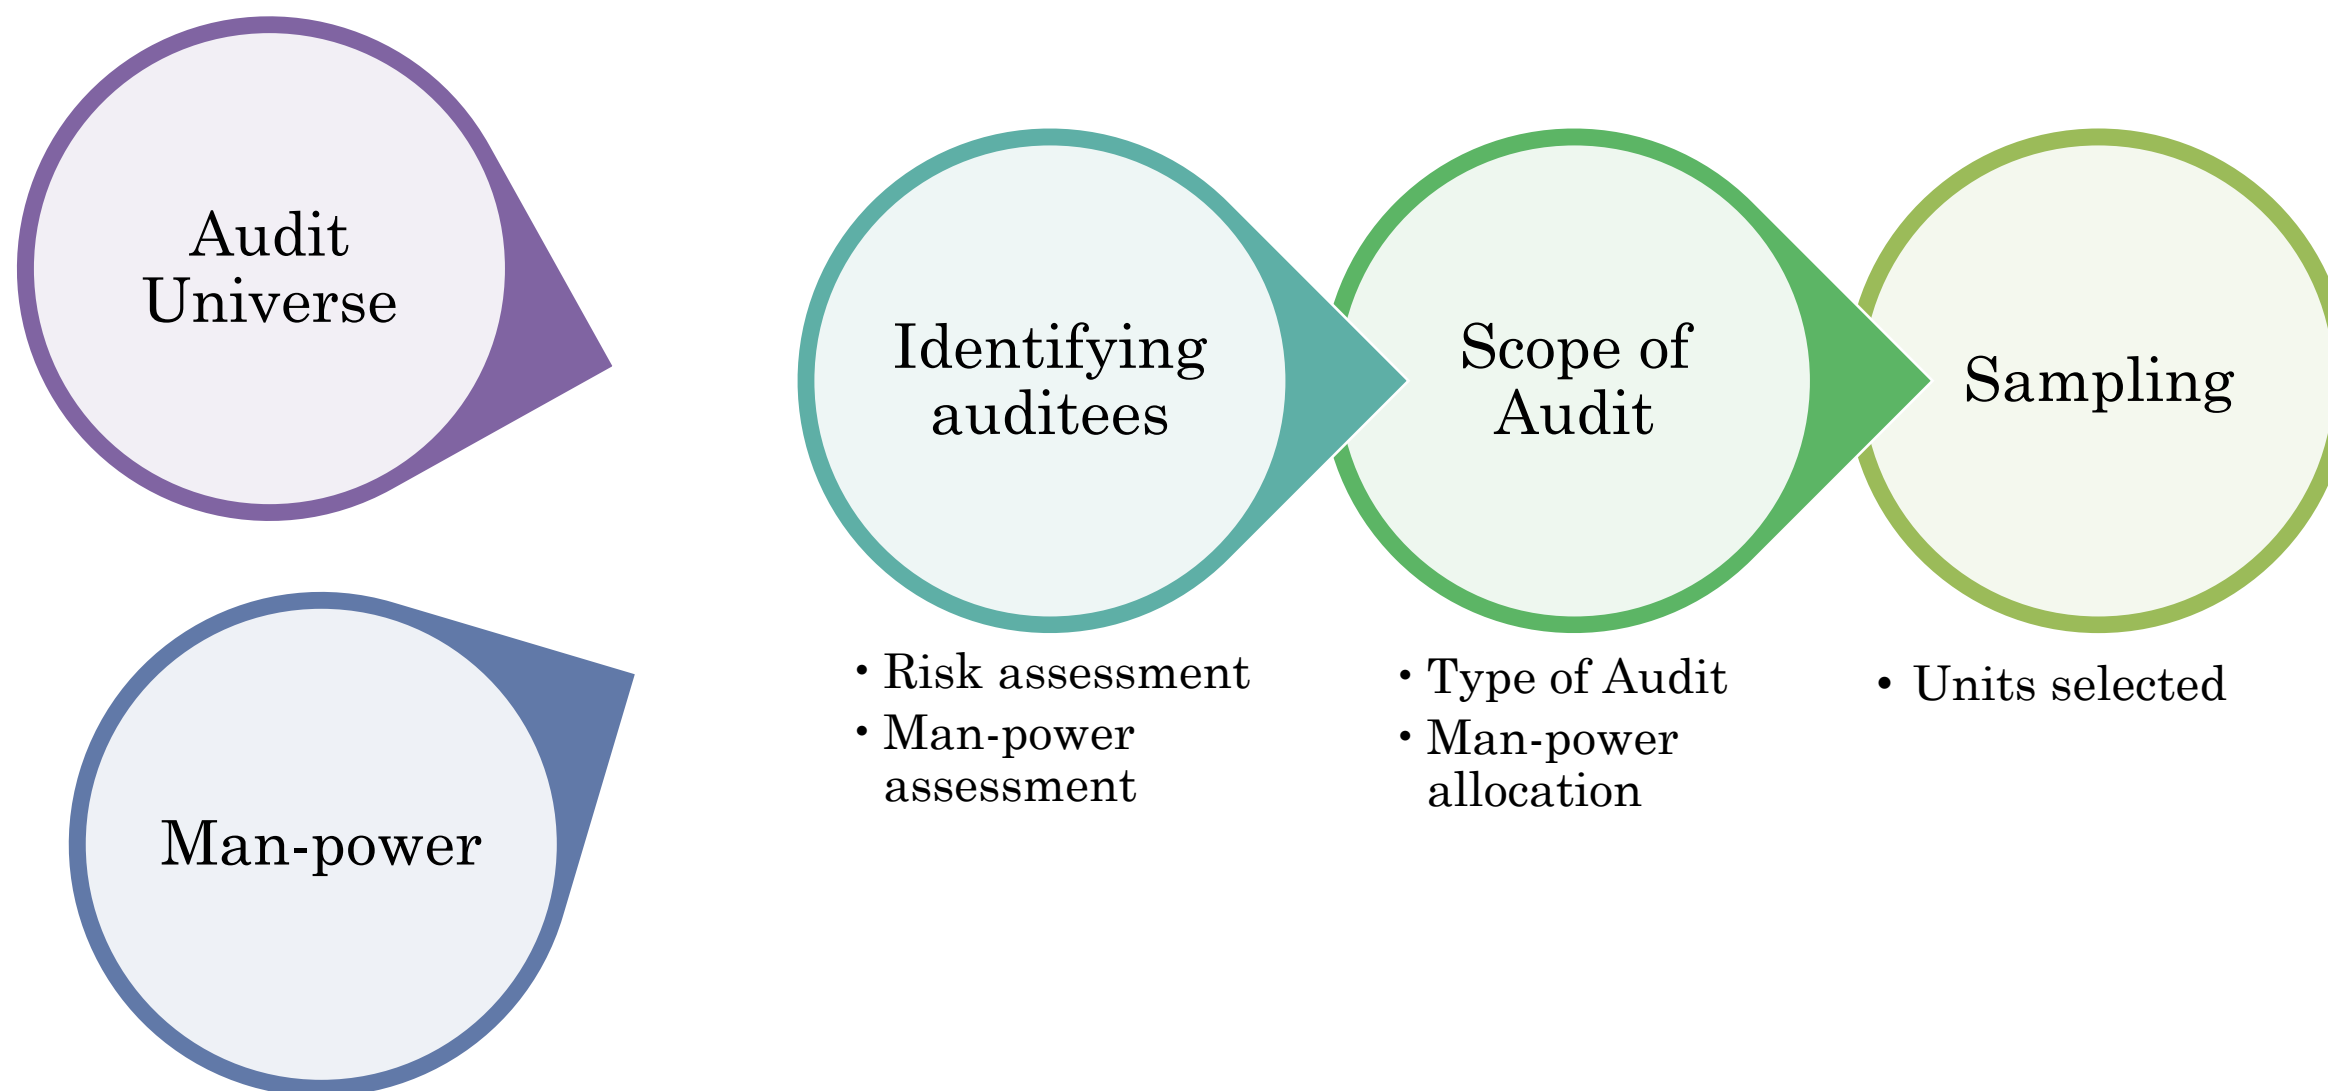 Audit
Universe
Man-power
Identifying
auditees
• Risk assessment
• Man-power
assessment
Scope of
Audit
• Type of Audit
• Man-power
allocation
Sampling
• Units selected